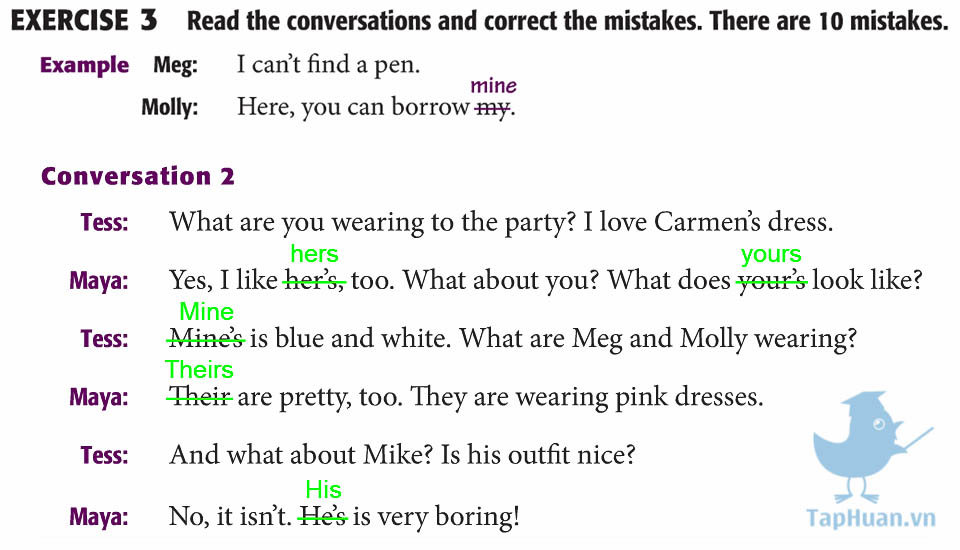 EXERCISE 3 Read the conversations and correct the mistakes. There are 10 mistakes.
Example Meg: I can't find a pen.
mine
Molly: Here, you can borrow my.
Conversation 2
Tess: What are you wearing to the party? I love Carmen's dress.
hers yours
Maya: Yes, I like her's, too. What about you? What does your's look like?
Mine
Tess: Mine's is blue and white. What are Meg and Molly wearing?
Theirs
Maya: Their are pretty, too. They are wearing pink dresses.
Tess: And what about Mike? Is his outfit nice?
His
Maya: No, it isn't. He's is very boring!
TapHuan.vn